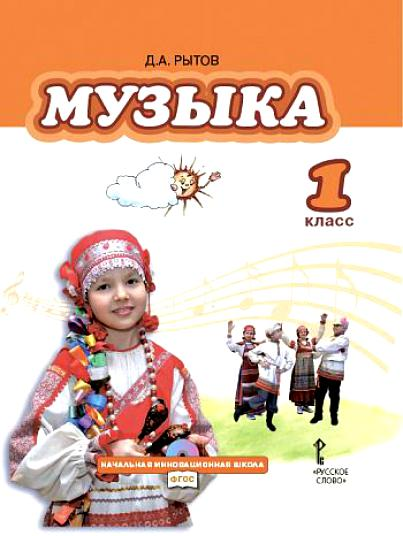 Д.А. РЫТОВ
МУЗЫКА
1
класс
НАЧАЛЬНАЯ ИННОВАЦИОННАЯ ШКОЛА
ФГОС
«РУССКОЕ
СЛОВО»